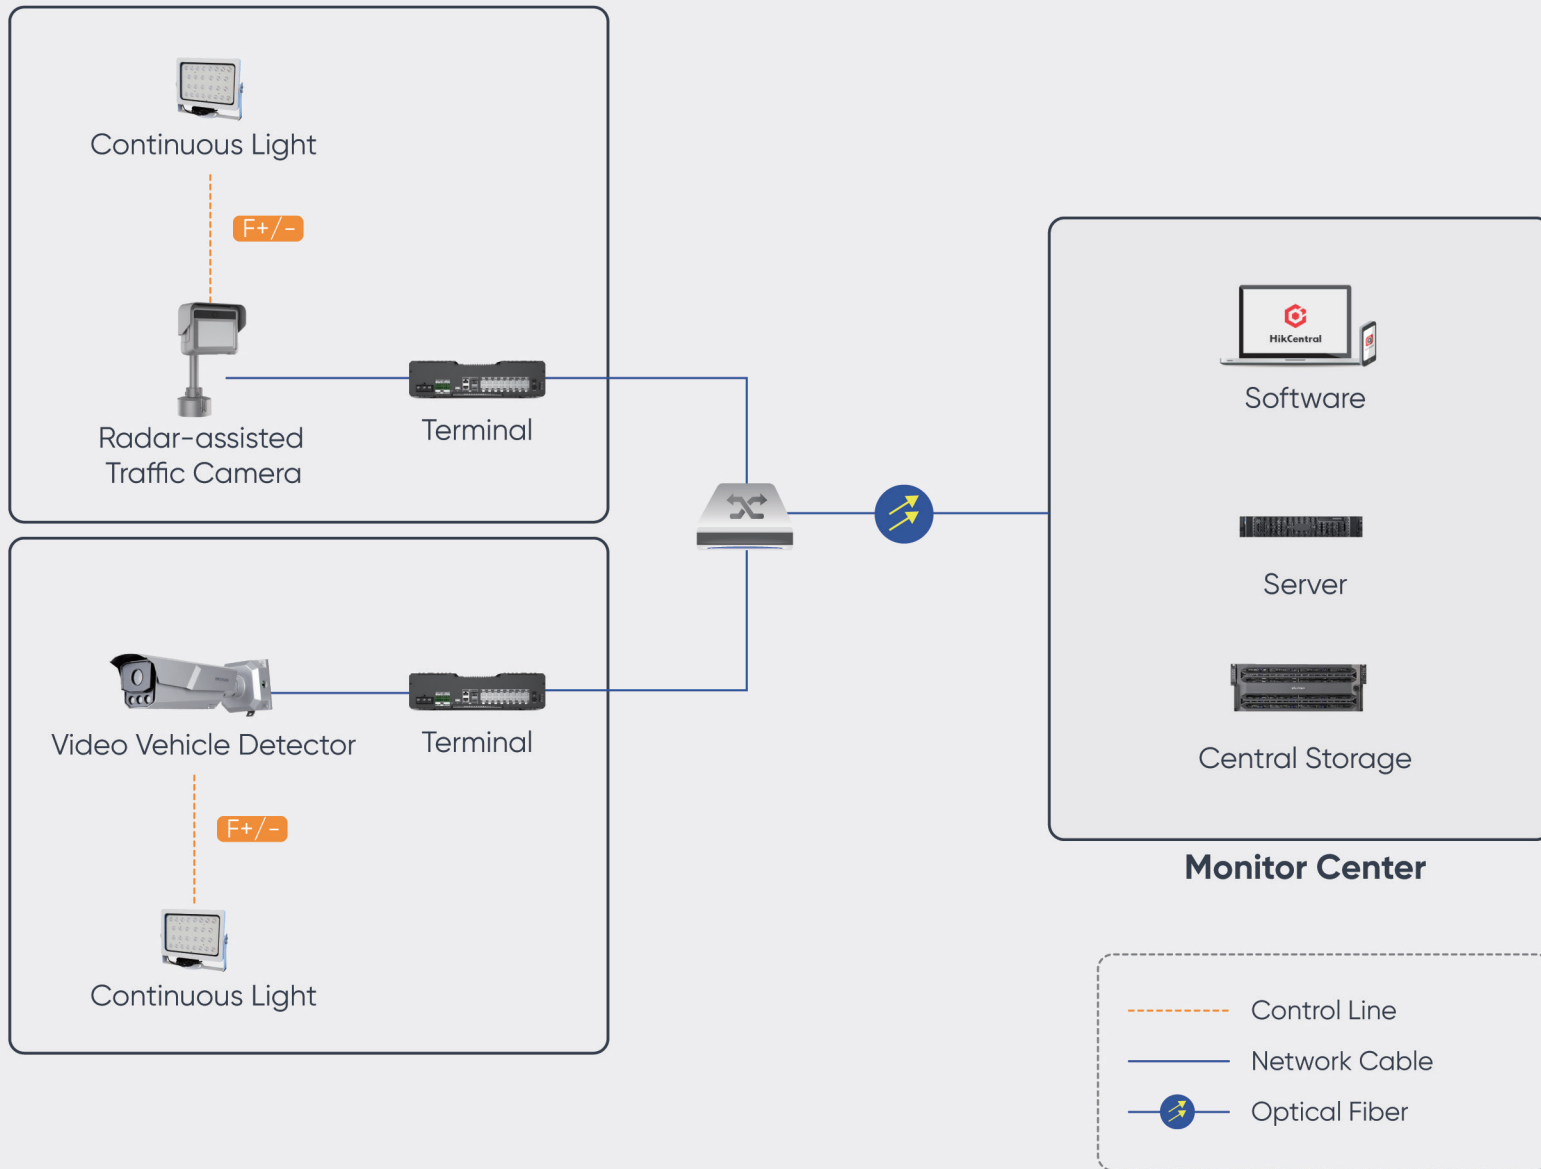 Continuous Light
F+/-
Radar-assisted
Traffic Camera
Terminal
Video Vehicle Detector
Terminal
F+/-
Continuous Light
HikCentral
Software
Server
Central Storage
Monitor Center
Control Line
Network Cable
Optical Fiber